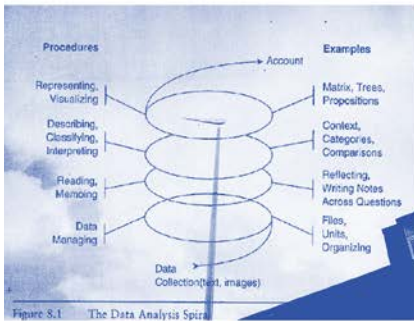 Procedures
Examples
Account
Representing,
Visualizing
Matrix, Trees,
Propositions
Describing,
Classifying,
Interpreting
Context,
Categories,
Comparisons
Reading,
Memoing
Reflecting,
Writing Notes
Across Questions
Data
Managing
Files,
Units,
Organizing
Data
Collection(text, images)
Figure 8.1 The Data Analysis Spiral